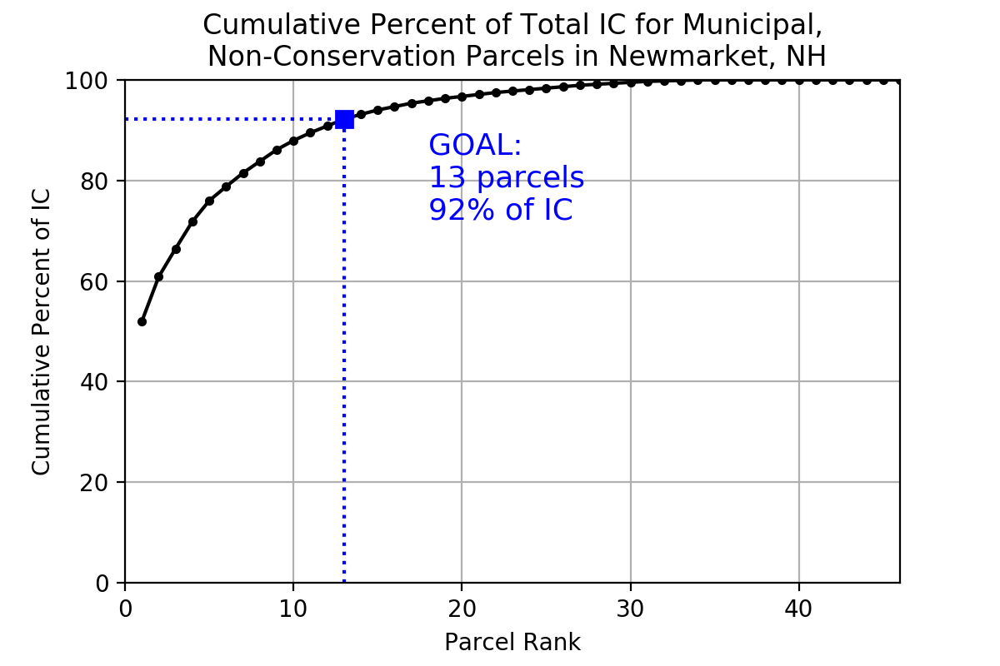 Cumulative Percent of Total IC for Municipal,
Non-Conservation Parcels in Newmarket, NH
100
80
60
40
20
0
Cumulative Percent of IC
GOAL:
13 parcels
92% of IC
0 10 20 30 40
Parcel Rank